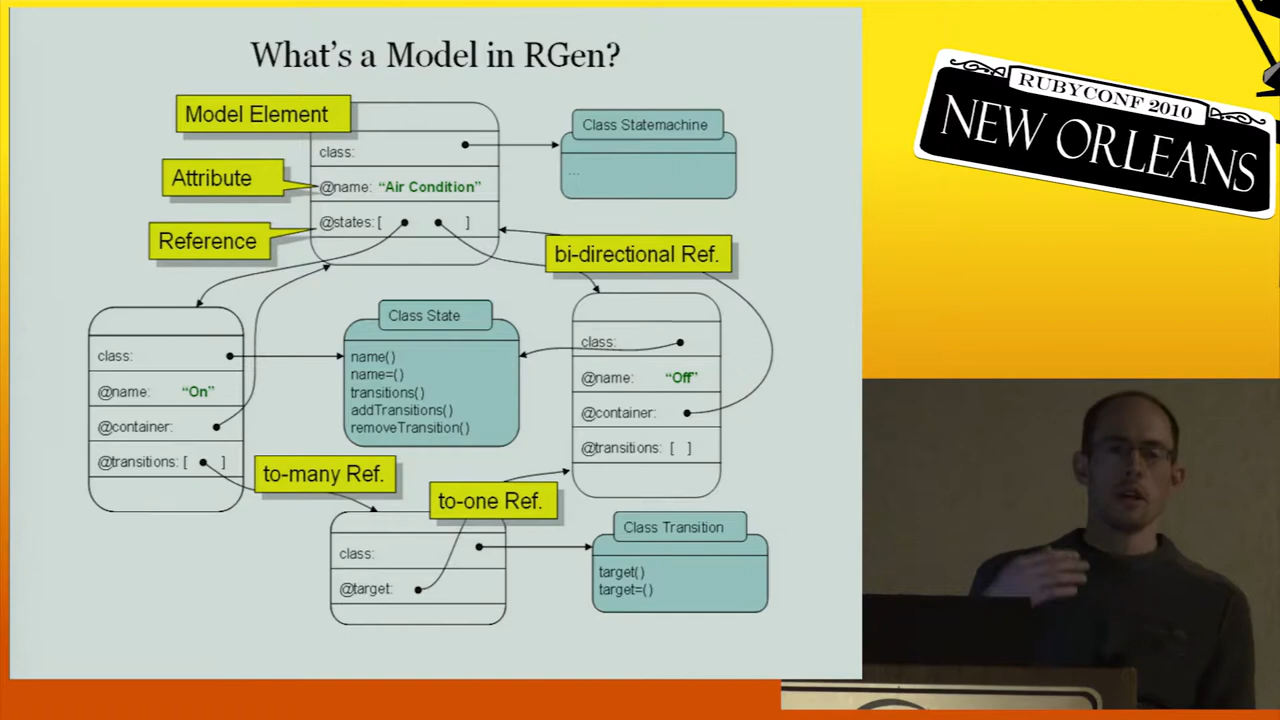 What's a Model in RGen?
Model Element
class:
Attribute
@name: "Air Condition"
Reference
@states: [ ]
Class Statemachine
...
bi-directional Ref.
class:
@name: "On"
@container:
@transitions: [ ]
Class State
name()
name=()
transitions()
addTransitions()
removeTransition()
class:
@name: "Off"
@container:
@transitions: [ ]
to-many Ref.
to-one Ref.
class:
@target:
Class Transition
target()
target=()
RUBYCONF 2010
NEW ORLEANS